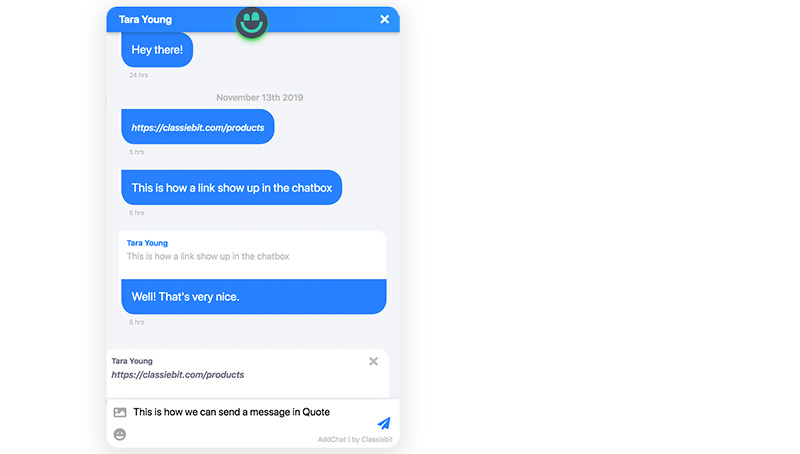 Tara Young
Hey there!
24 hrs
November 13th 2019
https://classiebit.com/products
5 hrs
This is how a link show up in the chatbox
5 hrs
Tara Young
This is how a link show up in the chatbox
Well! That's very nice.
5 hrs
Tara Young
https://classiebit.com/products
This is how we can send a message in Quote
AddChat | by Classiebit